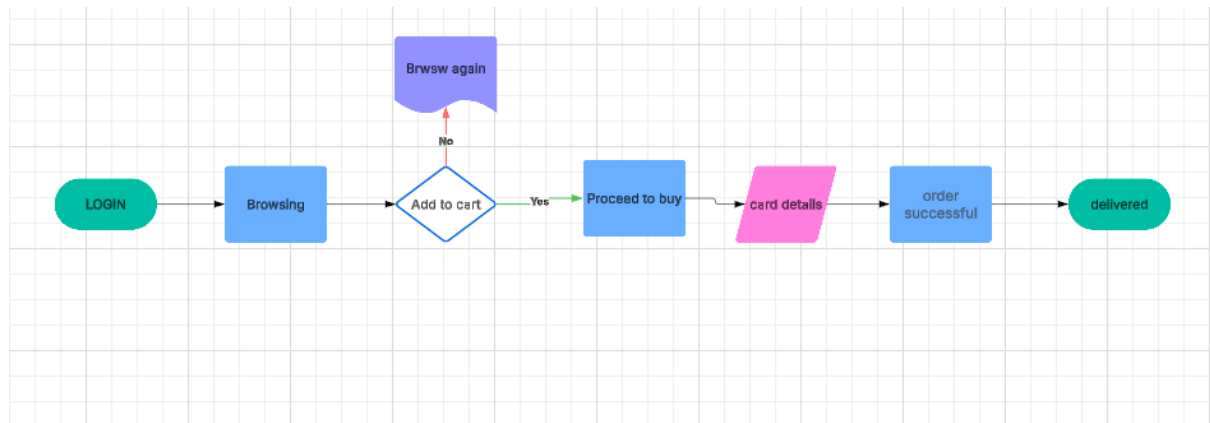 Brwsw again
No
LOGIN
Browsing
Add to cart
Yes
Proceed to buy
card details
order
successful
delivered